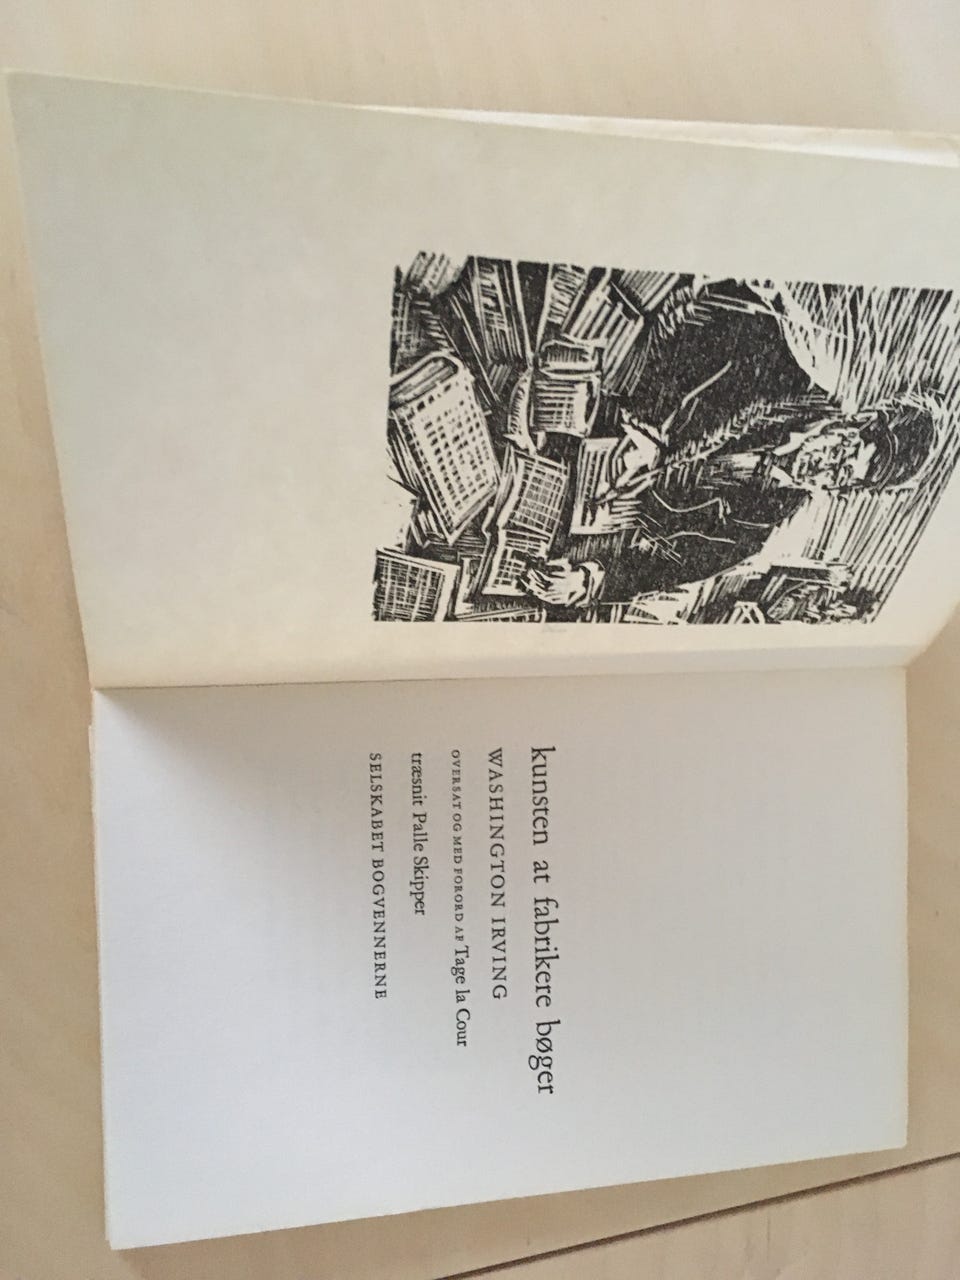 kunsten at fabrikere bøger
WASHINGTON IRVING
OVERSAT OG MED FORORD AF Tage la Cour
træsnit Palle Skipper
SELSKABET BOGVENNERNE